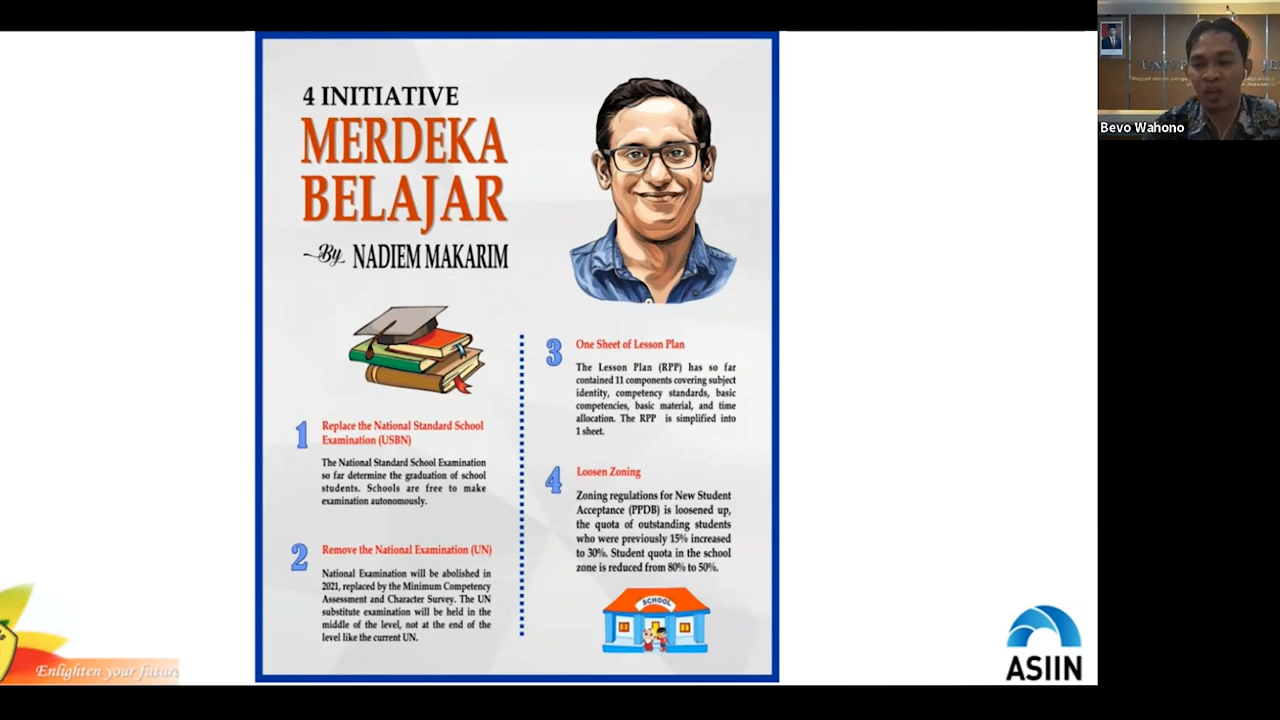 4 INITIATIVE
MERDEKA
BELAJAR
By NADIEM MAKARIM
1 Replace the National Standard School
Examination (USBN)
The National Standard School Examination
so far determine the graduation of school
students. Schools are free to make
examination autonomously.
2 Remove the National Examination (UN)
National Examination will be abolished in
2021, replaced by the Minimum Competency
Assessment and Character Survey. The UN
substitute examination will be held in the
middle of the level, not at the end of the
level like the current UN.
3 One Sheet of Lesson Plan
The Lesson Plan (RPP) has so far
contained 11 components covering subject
identity, competency standards, basic
competencies, basic material, and time
allocation. The RPP is simplified into
1 sheet.
4 Loosen Zoning
Zoning regulations for New Student
Acceptance (PPDB) is loosened up,
the quota of outstanding students
who were previously 15% increased
to 30%. Student quota in the school
zone is reduced from 80% to 50%.
SCHOOL
Enlighten your future
ASIIN
Bevo Wahono